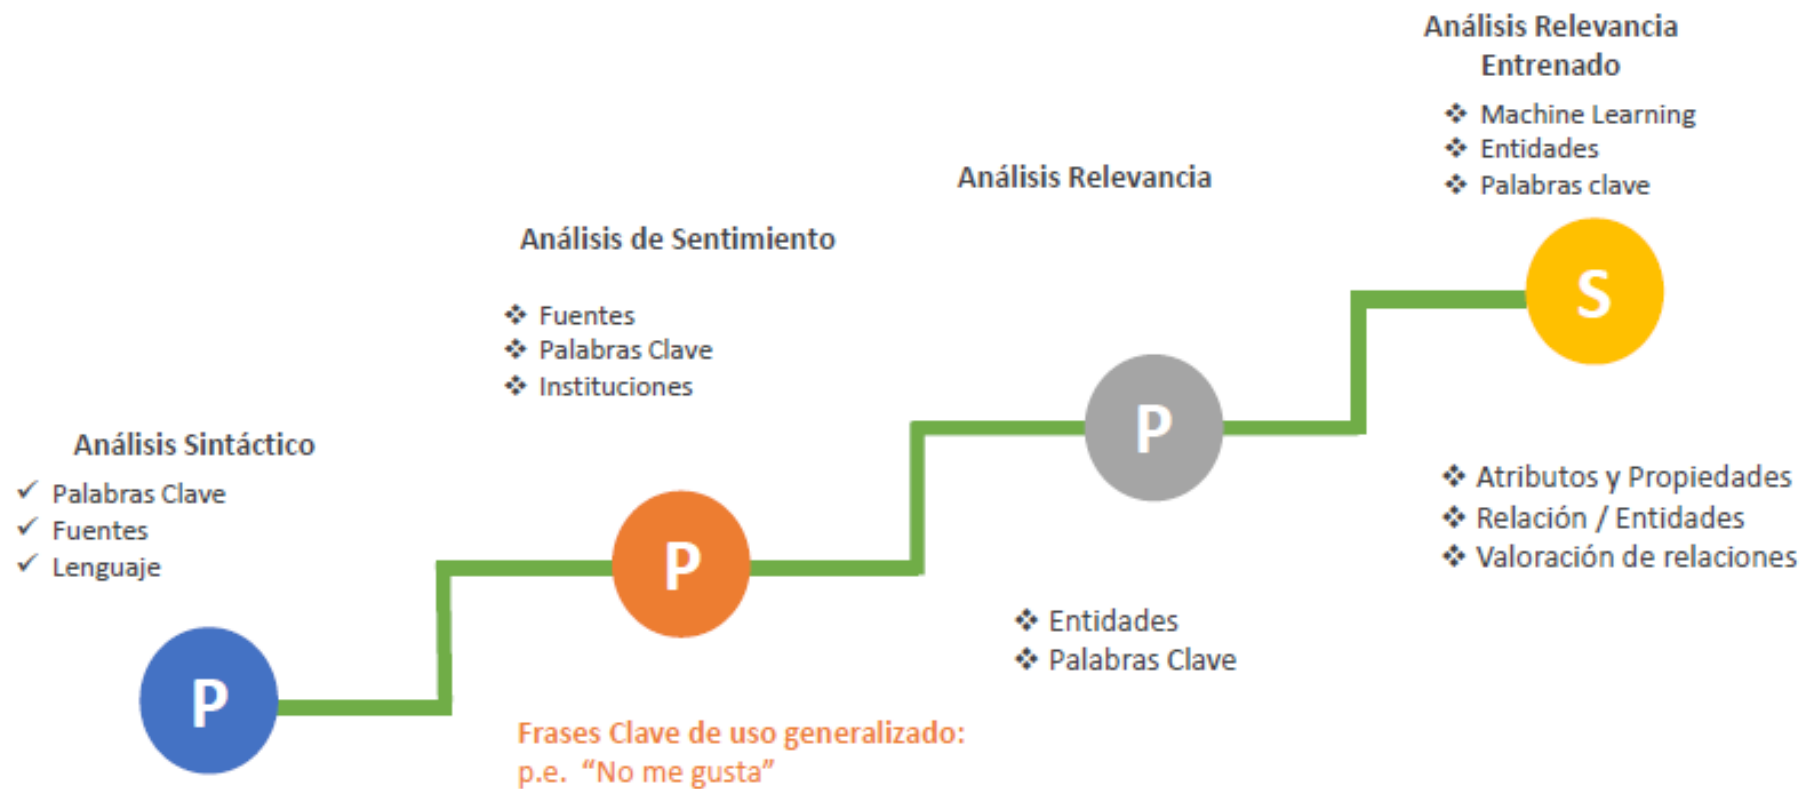 Análisis Sintáctico
Palabras Clave
Fuentes
Lenguaje
P
Análisis de Sentimiento
Fuentes
Palabras Clave
Instituciones
P
Frases Clave de uso generalizado:
p.e. “No me gusta”
Análisis Relevancia
P
Entidades
Palabras Clave
Análisis Relevancia
Entrenado
Machine Learning
Entidades
Palabras clave
S
Atributos y Propiedades
Relación / Entidades
Valoración de relaciones